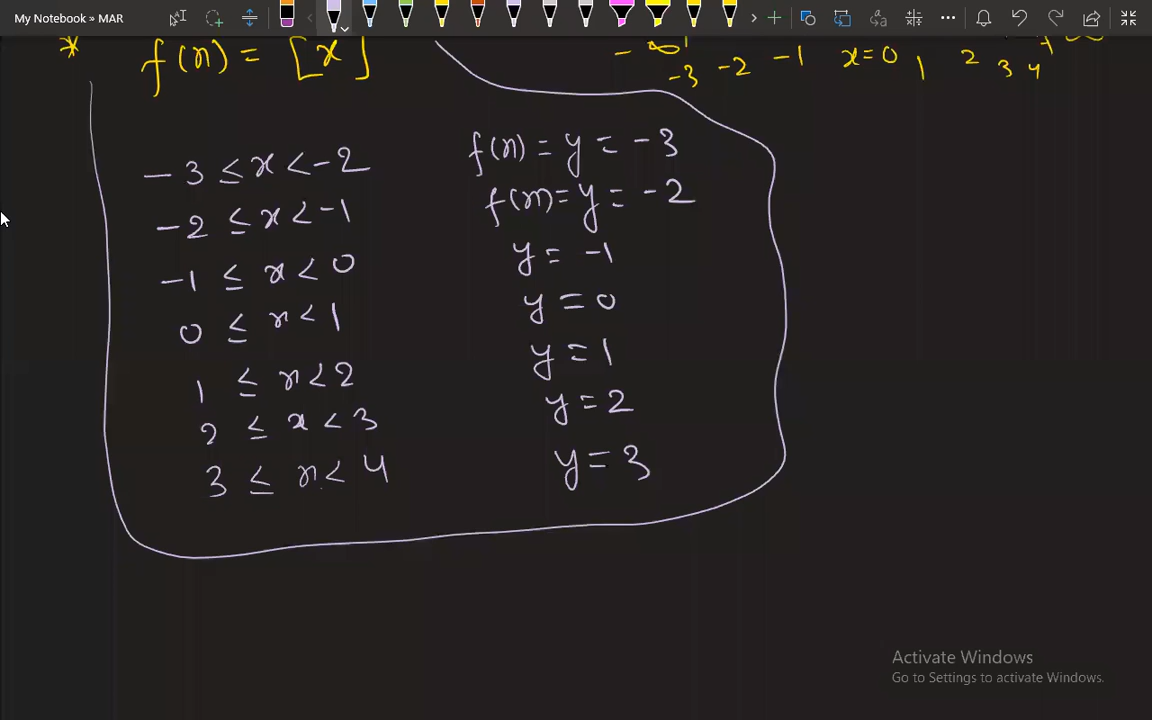 My Notebook » MAR
* f(n) = [x]
- ∞ -3 -2 -1 x=0 1 2 3 4 +∞
-3 ≤ x < -2 f(n) = y = -3
-2 ≤ x < -1 f(n) = y = -2
-1 ≤ x < 0 y = -1
0 ≤ n < 1 y = 0
1 ≤ n < 2 y = 1
2 ≤ x < 3 y = 2
3 ≤ n < 4 y = 3
Activate Windows
Go to Settings to activate Windows.